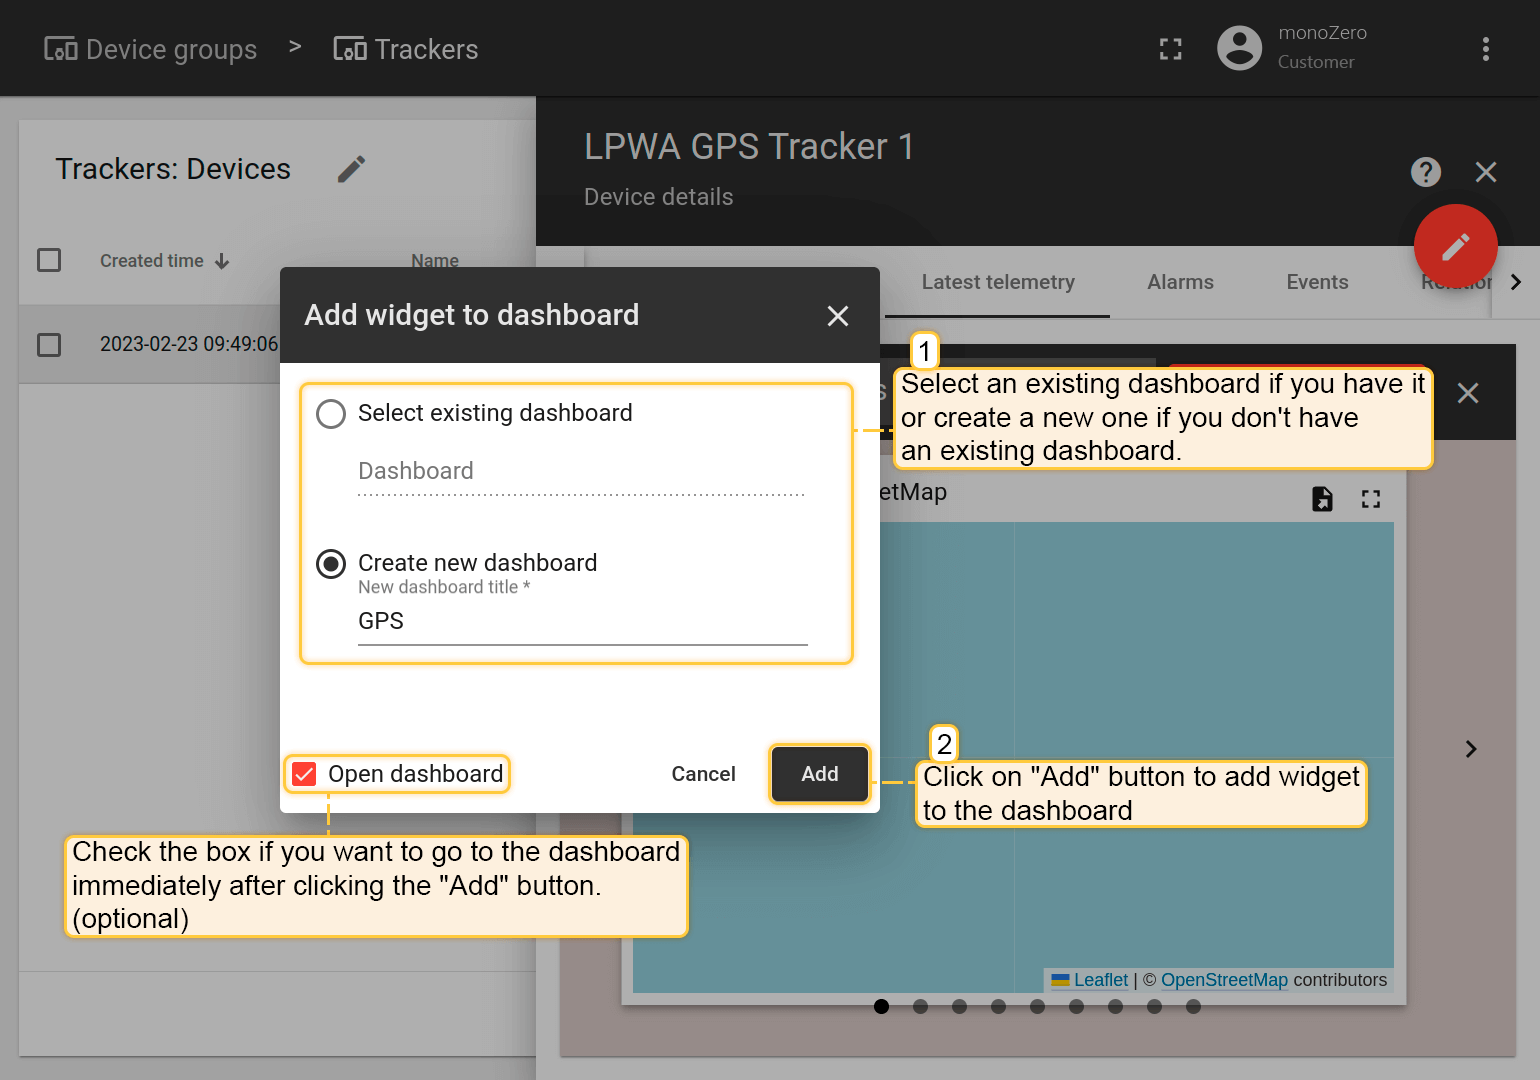 Device groups > Trackers
monoZero
Customer
LPWA GPS Tracker 1
Device details
Trackers: Devices
Created time
Name
Latest telemetry
Alarms
Events
2023-02-23 09:49:06
Add widget to dashboard
Select existing dashboard
Dashboard
Create new dashboard
New dashboard title *
GPS
Open dashboard
Cancel
Add
1
Select an existing dashboard if you have it
or create a new one if you don't have
an existing dashboard.
etMap
2
Click on "Add" button to add widget
to the dashboard
Check the box if you want to go to the dashboard
immediately after clicking the "Add" button.
(optional)
Leaflet | © OpenStreetMap contributors